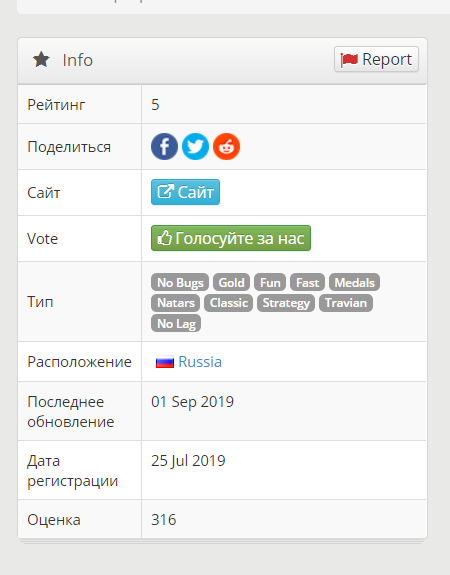 Info
Report
Рейтинг
5
Поделиться
Сайт
Сайт
Vote
Голосуйте за нас
Тип
No Bugs Gold Fun Fast Medals
Natars Classic Strategy Travian
No Lag
Расположение
Russia
Последнее
обновление
01 Sep 2019
Дата
регистрации
25 Jul 2019
Оценка
316